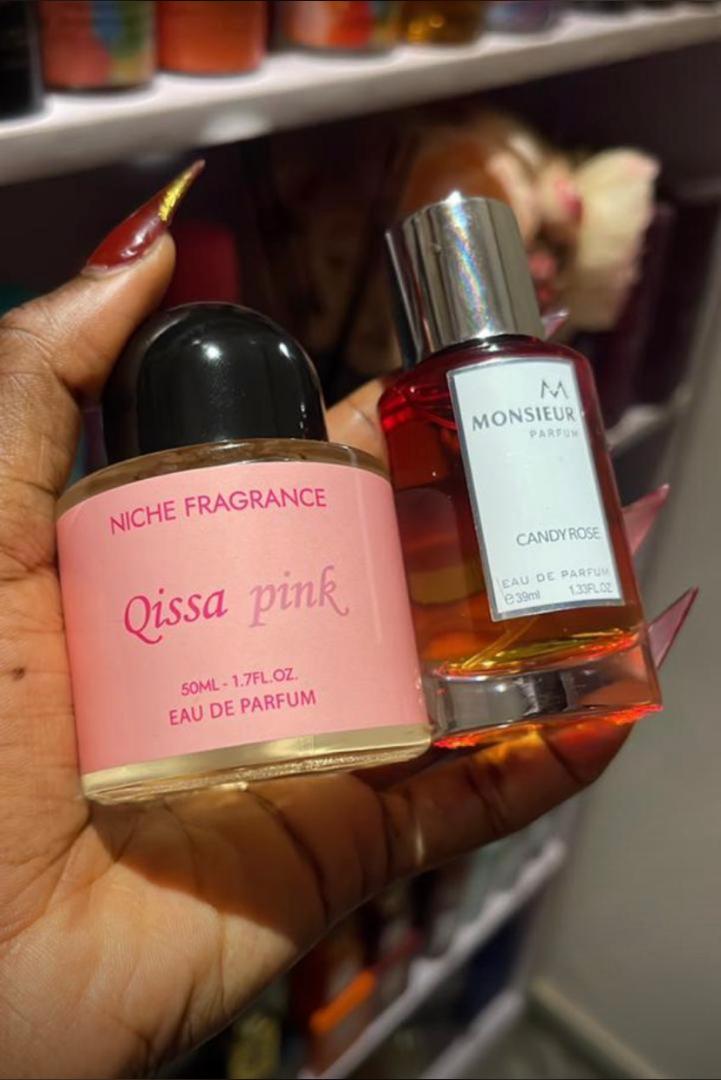 NICHE FRAGRANCE
Qissa pink
50ML - 1.7FL.OZ.
EAU DE PARFUM
M
MONSIEUR
PARFUM
CANDY ROSE
EAU DE PARFUM
e 39ml 1.33FL.OZ